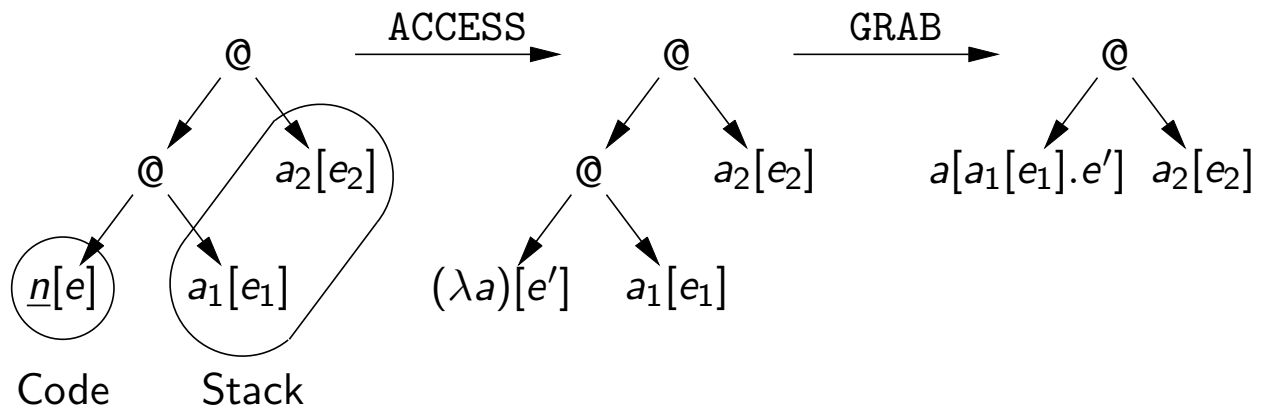 ACCESS GRAB
@ @ @
@ a₂[e₂] @ a₂[e₂] a[a₁[e₁].e′] a₂[e₂]
n[e] a₁[e₁] (λa)[e′] a₁[e₁]
Code Stack